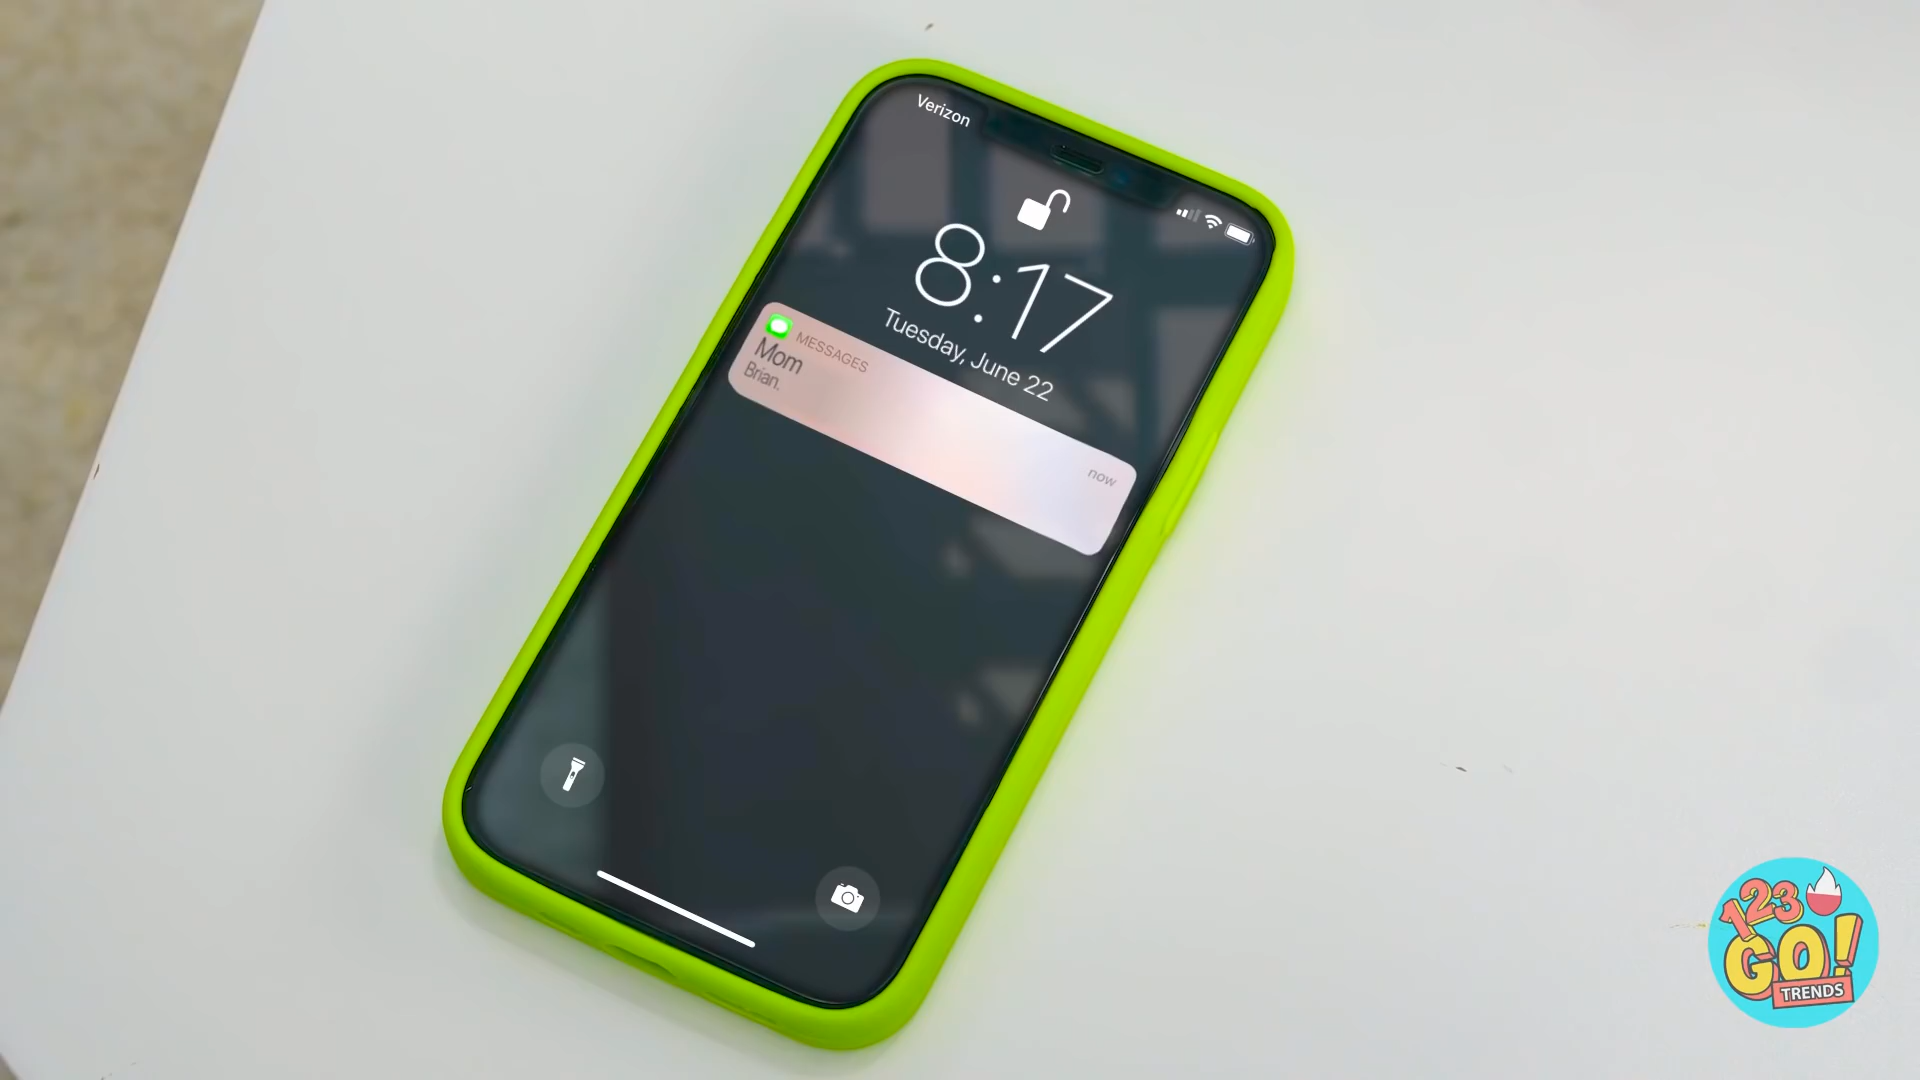 Verizon
8:17
Tuesday, June 22
MESSAGES
now
Mom
Brian.
123
GO!
TRENDS